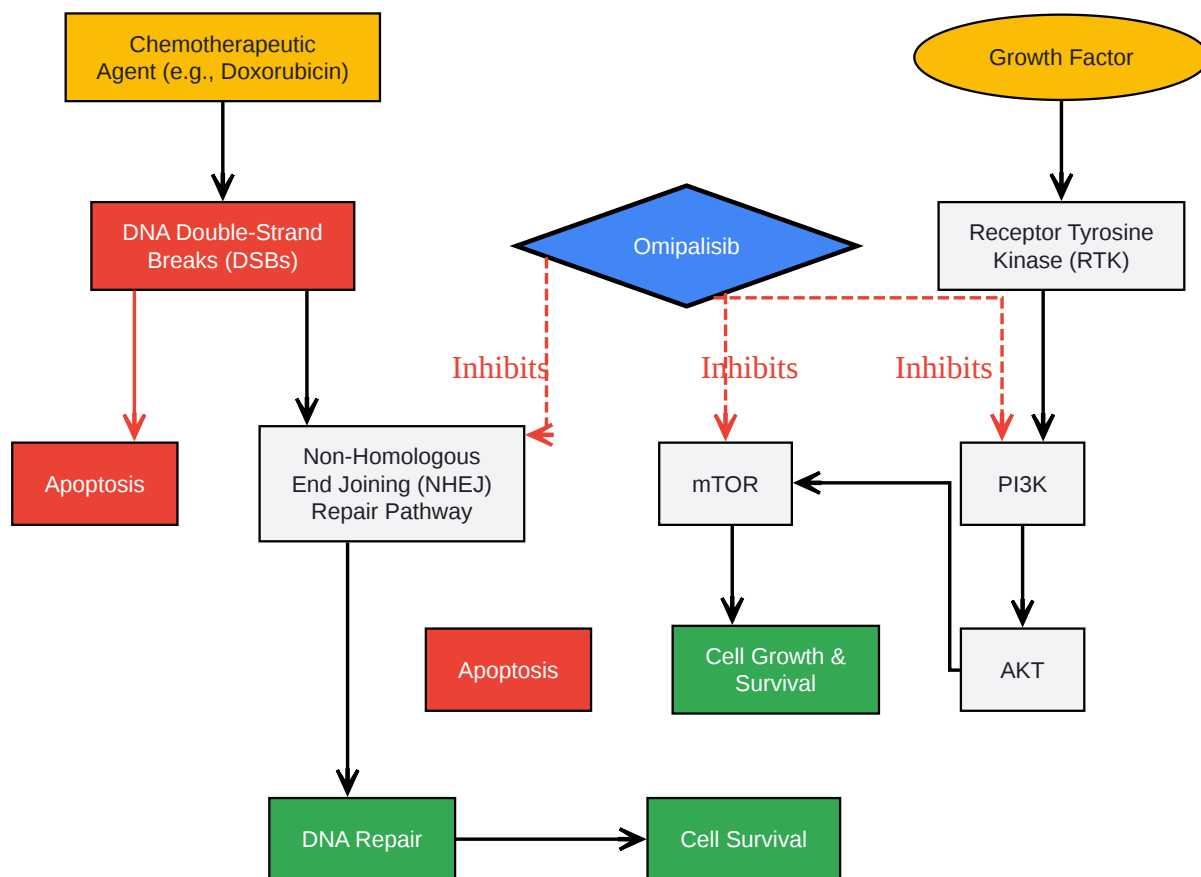 Chemotherapeutic
Agent (e.g., Doxorubicin)
Growth Factor
DNA Double-Strand
Breaks (DSBs)
Omipalisib
Receptor Tyrosine
Kinase (RTK)
Inhibits
Inhibits
Inhibits
Apoptosis
Non-Homologous
End Joining (NHEJ)
Repair Pathway
mTOR
PI3K
Apoptosis
Cell Growth &
Survival
AKT
DNA Repair
Cell Survival